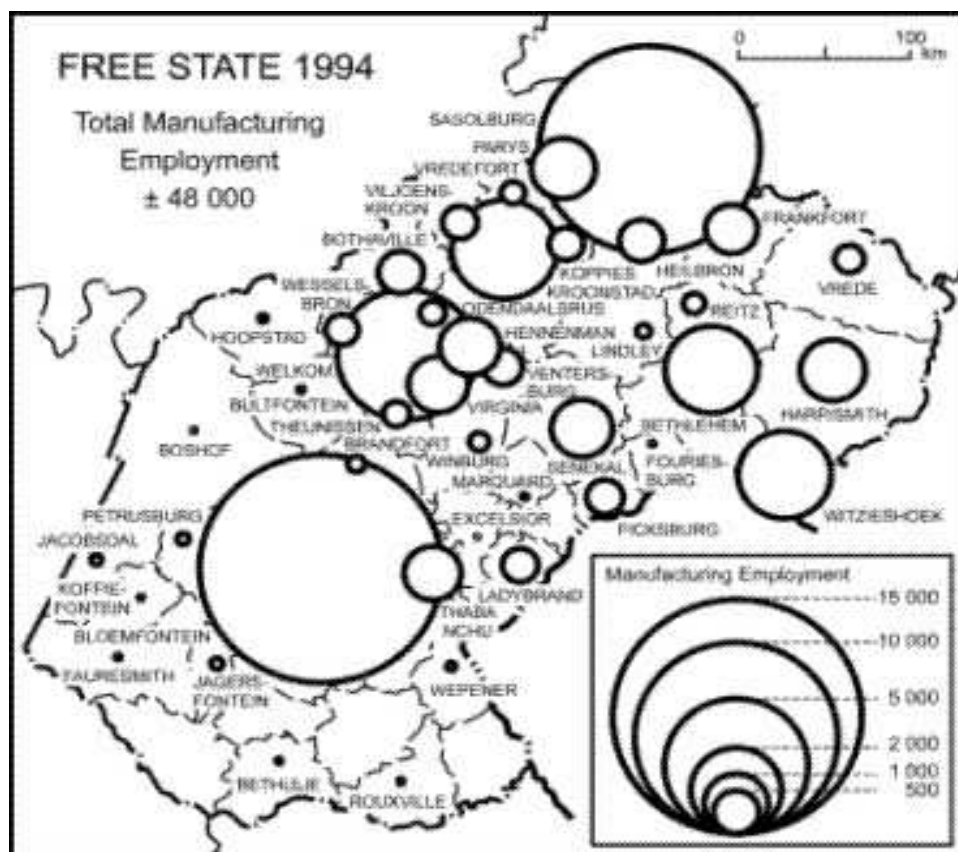 FREE STATE 1994
Total Manufacturing
Employment
± 48 000
0 100
km
SASOLBURG
PARYS
VREDEFORT
VILJOENS-
KROON
BOTHAVILLE
WESSELS-
BRON
HOOPSTAD
ODENDAALSRUS
KOPPIES
KROONSTAD
HEILBRON
FRANKFORT
VREDE
REITZ
HENNENMAN
LINDLEY
WELKOM
VENTERS-
BURG
BULTFONTEIN
VIRGINIA
THEUNISSEN
BRANDFORT
BOSHOF
WINBURG
SENEKAL
BETHLEHEM
HARRISMITH
FOURIES-
BURG
MARQUARD
WITZIESHOEK
FICKSBURG
EXCELSIOR
PETRUSBURG
JACOBSDAL
KOFFIE-
FONTEIN
LADYBRAND
THABA
NCHU
BLOEMFONTEIN
FAURESMITH
JAGERS-
FONTEIN
WEPENER
BETHULIE
ROUXVILLE
Manufacturing Employment
15 000
10 000
5 000
2 000
1 000
500